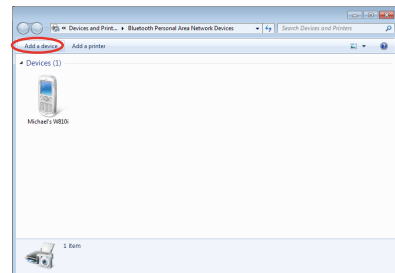 « Devices and Print... ▸ Bluetooth Personal Area Network Devices
Search Devices and Printers
Add a device Add a printer
Devices (1)
Michael's W810i
1 item